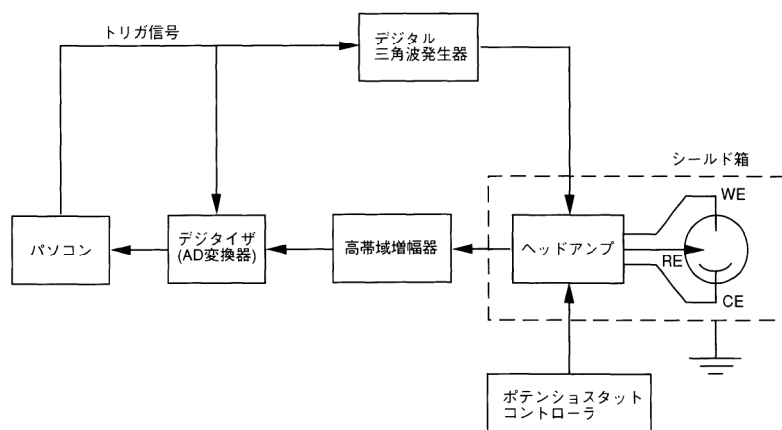 トリガ信号
デジタル
三角波発生器
シールド箱
WE
パソコン
デジタイザ
(AD変換器)
高帯域増幅器
ヘッドアンプ
RE
CE
ポテンショスタット
コントローラ